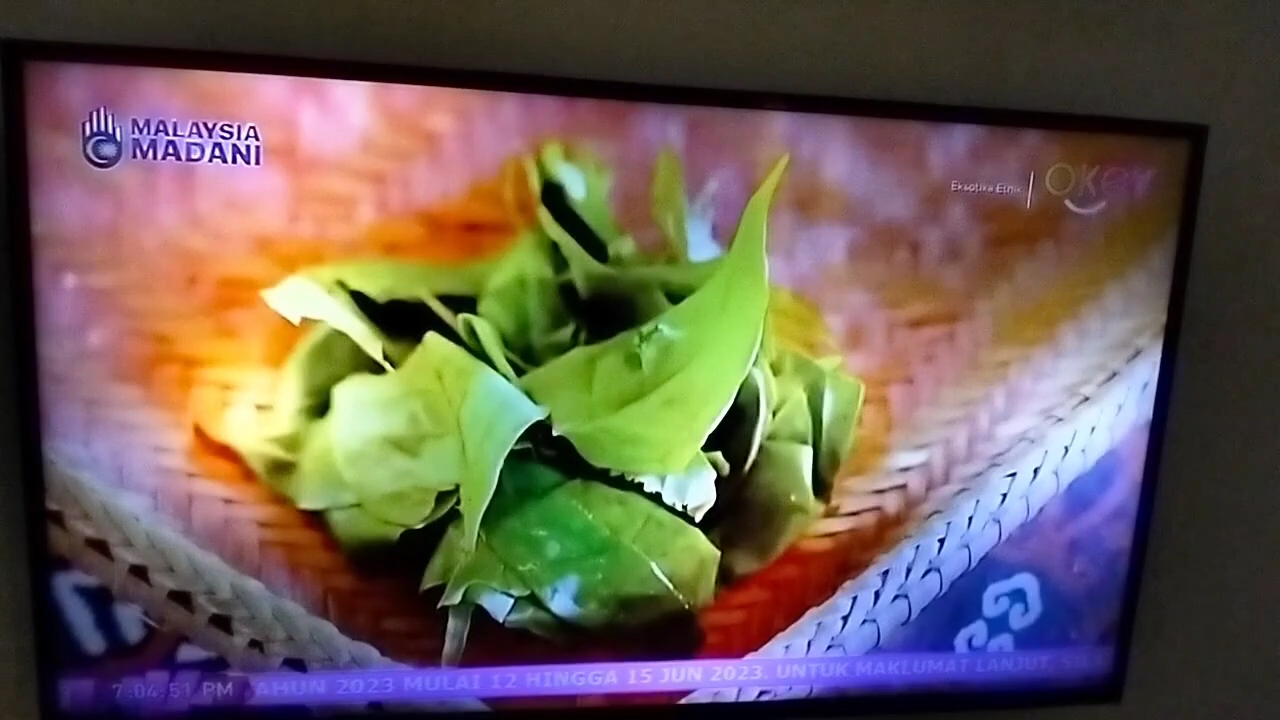 MALAYSIA
MADANI
Eksotika Etnik
OKey
7:04:51 PM
AHUN 2023 MULAI 12 HINGGA 15 JUN 2023. UNTUK MAKLUMAT LANJUT,